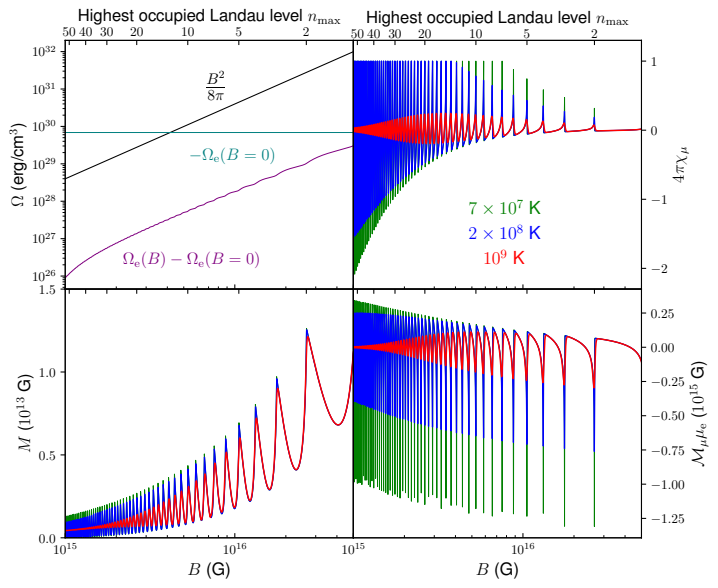 Highest occupied Landau level n_max
Highest occupied Landau level n_max
50 40 30 20 10 5 2
50 40 30 20 10 5 2
10^32
10^31
10^30
10^29
10^28
10^27
10^26
Ω (erg/cm^3)
B^2
8π
−Ω_e(B = 0)
Ω_e(B) − Ω_e(B = 0)
7 × 10^7 K
2 × 10^8 K
10^9 K
1
0
−1
−2
4πχ_μ
1.5
1.0
0.5
0.0
M (10^13 G)
0.25
0.00
−0.25
−0.50
−0.75
−1.00
−1.25
ℳ_μ μ_e (10^15 G)
10^15 10^16
10^15 10^16
B (G)
B (G)